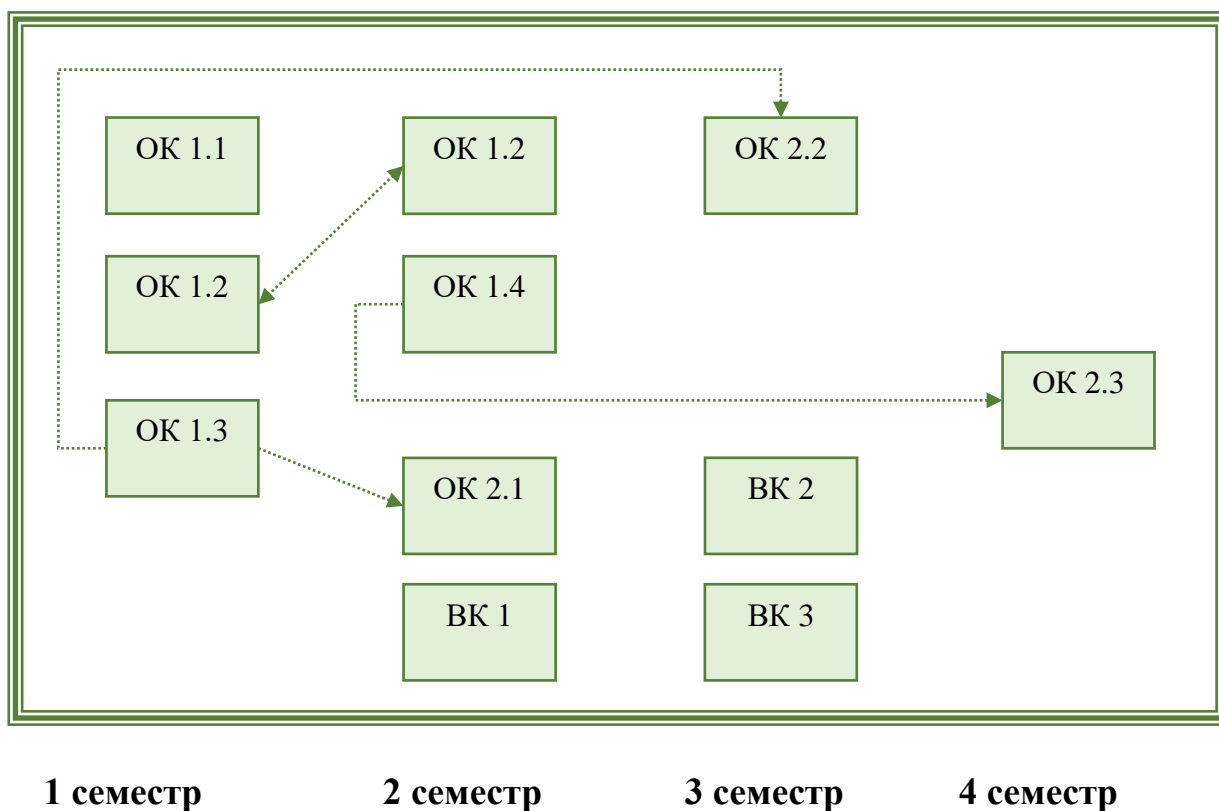 ОК 1.1
ОК 1.2
ОК 2.2
ОК 1.2
ОК 1.4
ОК 2.3
ОК 1.3
ОК 2.1
ВК 2
ВК 1
ВК 3
1 семестр
2 семестр
3 семестр
4 семестр